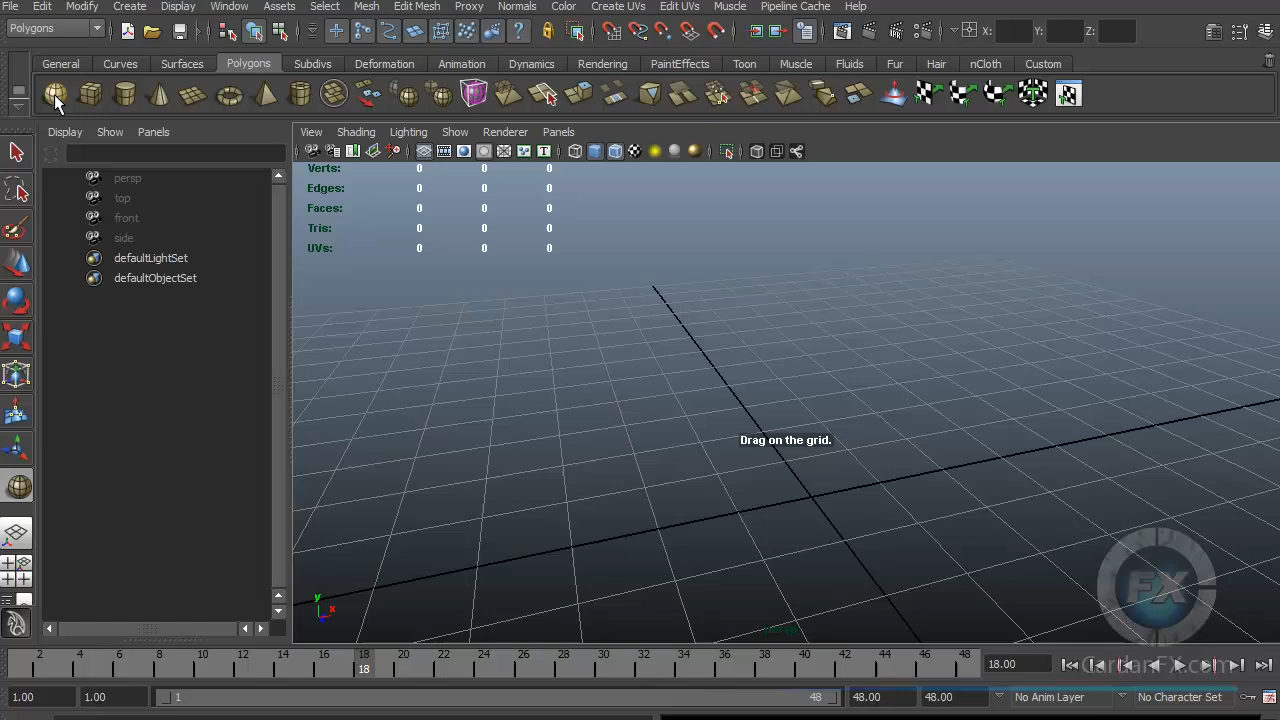 File Edit Modify Create Display Window Assets Select Mesh Edit Mesh Proxy Normals Color Create UVs Edit UVs Muscle Pipeline Cache Help
Polygons X: Y: Z:
General Curves Surfaces Polygons Subdivs Deformation Animation Dynamics Rendering PaintEffects Toon Muscle Fluids Fur Hair nCloth Custom
Display Show Panels
View Shading Lighting Show Renderer Panels
persp
top
front
side
defaultLightSet
defaultObjectSet
Verts: 0 0 0
Edges: 0 0 0
Faces: 0 0 0
Tris: 0 0 0
UVs: 0 0 0
Drag on the grid.
y
x
persp
FX
CardanFX.com
2 4 6 8 10 12 14 16 18 20 22 24 26 28 30 32 34 36 38 40 42 44 46 48
18
18.00
1.00 1.00 1 48 48.00 48.00 No Anim Layer No Character Set